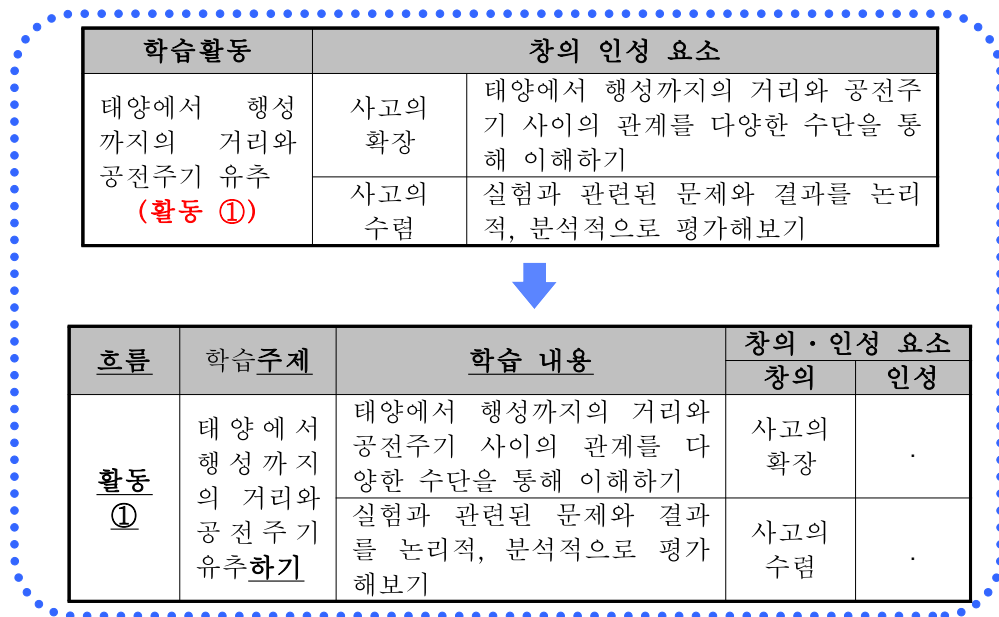 학습활동 창의 인성 요소
태양에서 행성
까지의 거리와
공전주기 유추
(활동 ①)
사고의
확장
태양에서 행성까지의 거리와 공전주
기 사이의 관계를 다양한 수단을 통
해 이해하기
사고의
수렴
실험과 관련된 문제와 결과를 논리
적, 분석적으로 평가해보기
흐름 학습주제 학습 내용 창의·인성 요소
창의 인성
활동
①
태양에서
행성까지
의 거리와
공전주기
유추하기
태양에서 행성까지의 거리와
공전주기 사이의 관계를 다
양한 수단을 통해 이해하기
사고의
확장
.
실험과 관련된 문제와 결과
를 논리적, 분석적으로 평가
해보기
사고의
수렴
.